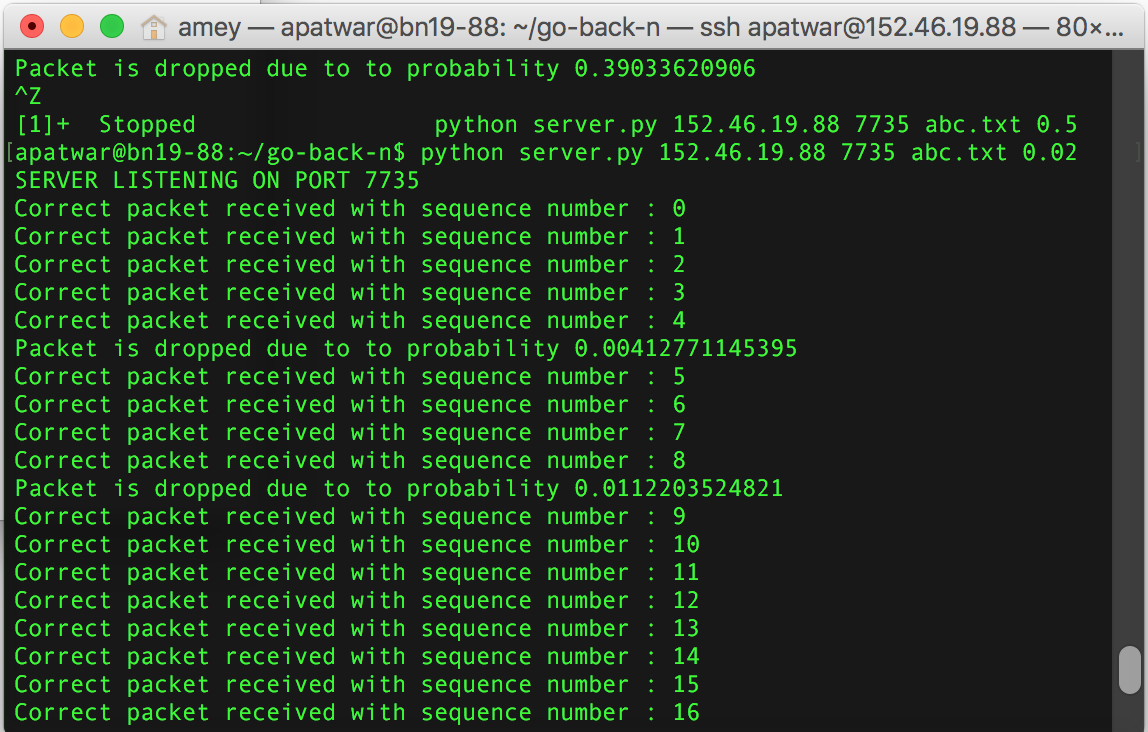 amey — apatwar@bn19-88: ~/go-back-n — ssh apatwar@152.46.19.88 — 80×...
Packet is dropped due to to probability 0.39033620906
^Z
[1]+  Stopped                 python server.py 152.46.19.88 7735 abc.txt 0.5
[apatwar@bn19-88:~/go-back-n$ python server.py 152.46.19.88 7735 abc.txt 0.02    ]
SERVER LISTENING ON PORT 7735
Correct packet received with sequence number : 0
Correct packet received with sequence number : 1
Correct packet received with sequence number : 2
Correct packet received with sequence number : 3
Correct packet received with sequence number : 4
Packet is dropped due to to probability 0.00412771145395
Correct packet received with sequence number : 5
Correct packet received with sequence number : 6
Correct packet received with sequence number : 7
Correct packet received with sequence number : 8
Packet is dropped due to to probability 0.0112203524821
Correct packet received with sequence number : 9
Correct packet received with sequence number : 10
Correct packet received with sequence number : 11
Correct packet received with sequence number : 12
Correct packet received with sequence number : 13
Correct packet received with sequence number : 14
Correct packet received with sequence number : 15
Correct packet received with sequence number : 16